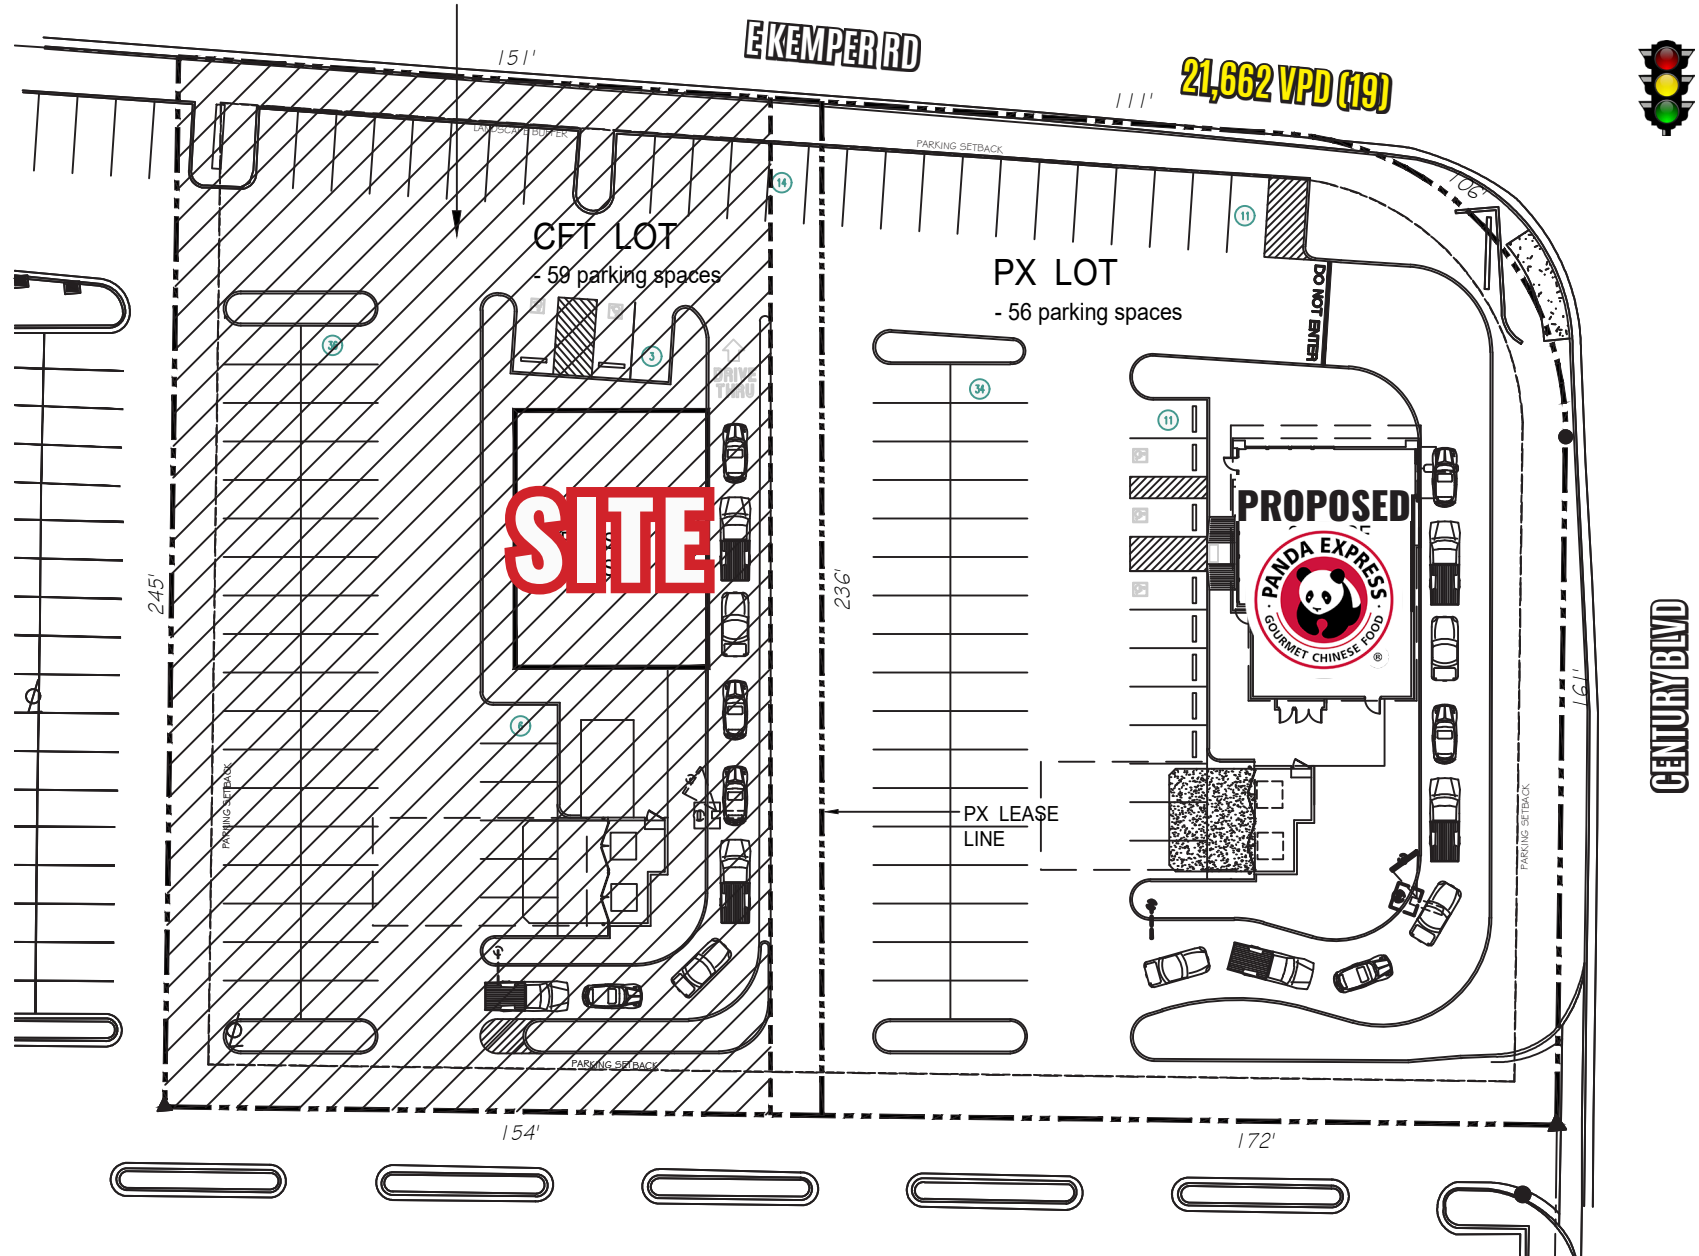 E KEMPER RD
21,662 VPD (19)
151'
111'
106'
LANDSCAPE BUFFER
PARKING SETBACK
14
11
CFT LOT
- 59 parking spaces
PX LOT
- 56 parking spaces
DO NOT ENTER
36
3
34
11
DRIVE
THRU
SITE
PROPOSED
PANDA EXPRESS
GOURMET CHINESE FOOD
®
245'
236'
161'
CENTURY BLVD
6
PARKING SETBACK
PX LEASE
LINE
PARKING SETBACK
PARKING SETBACK
154'
172'